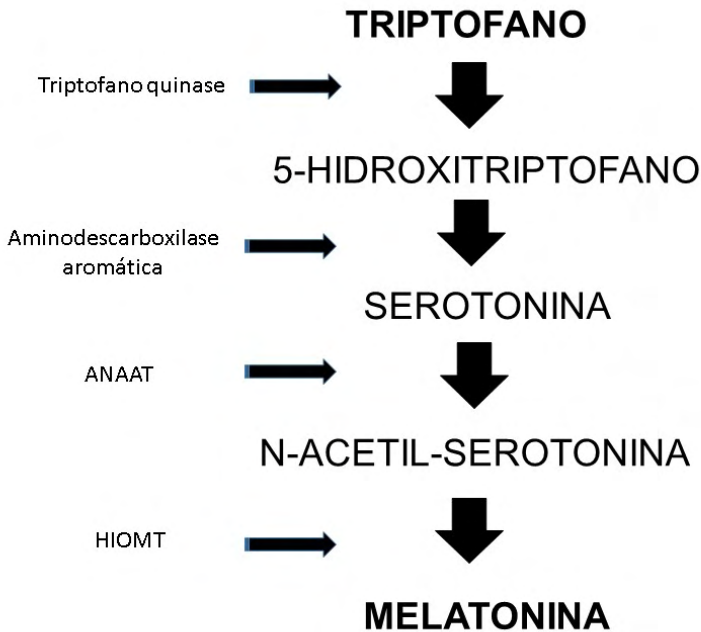 TRIPTOFANO
Triptofano quinase
5-HIDROXITRIPTOFANO
Aminodescarboxilase
aromática
SEROTONINA
ANAAT
N-ACETIL-SEROTONINA
HIOMT
MELATONINA